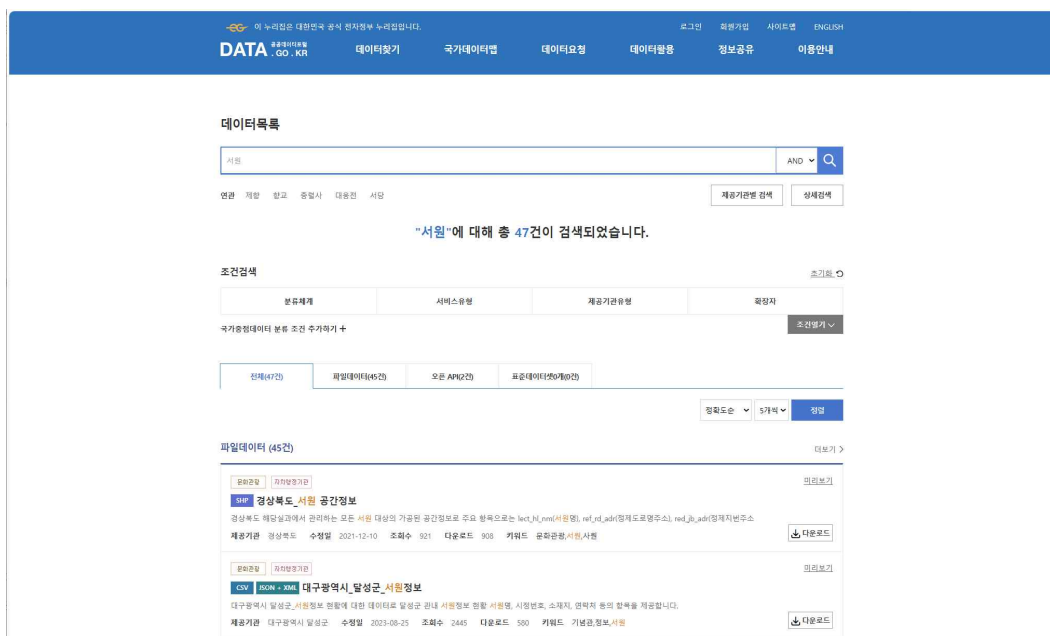 이 누리집은 대한민국 공식 전자정부 누리집입니다.
로그인 회원가입 사이트맵 ENGLISH
DATA 공공데이터포털 .GO.KR 데이터찾기 국가데이터맵 데이터요청 데이터활용 정보공유 이용안내
데이터목록
서원 AND
연관 제향 향교 충렬사 대웅전 서당 제공기관별 검색 상세검색
"서원"에 대해 총 47건이 검색되었습니다.
조건검색 초기화
분류체계 서비스유형 제공기관유형 확장자
국가중점데이터 분류 조건 추가하기 + 조건열기
전체(47건) 파일데이터(45건) 오픈 API(2건) 표준데이터셋0개(0건)
정확도순 5개씩 정렬
파일데이터 (45건) 더보기
문화관광 자치행정기관 미리보기
SHP 경상북도_서원 공간정보
경상북도 해당실과에서 관리하는 모든 서원 대상의 가공된 공간정보로 주요 항목으로는 lect_hl_nm(서원명), ref_rd_adr(정제도로명주소), red_jb_adr(정제지번주소
제공기관 경상북도 수정일 2021-12-10 조회수 921 다운로드 908 키워드 문화관광,서원,사원 다운로드
문화관광 자치행정기관 미리보기
CSV JSON + XML 대구광역시_달성군_서원정보
대구광역시 달성군_서원정보 현황에 대한 데이터로 달성군 관내 서원정보 현황 서원명, 시정번호, 소재지, 연락처 등의 항목을 제공합니다.
제공기관 대구광역시 달성군 수정일 2023-08-25 조회수 2445 다운로드 580 키워드 기념관,정보,서원 다운로드